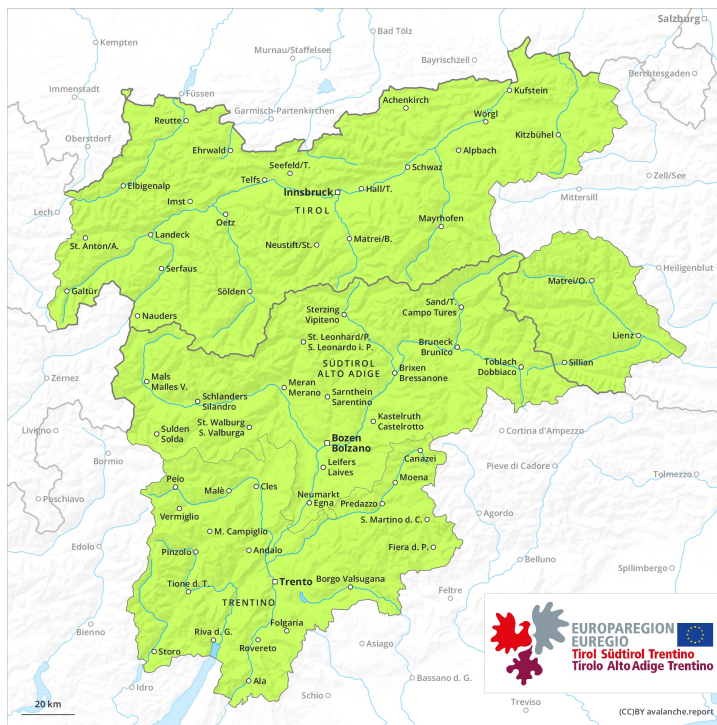 Salzburg
Kempten
Bad Tölz
Murnau/Staffelsee
Bayrischzell
Berchtesgaden
Immenstadt
Füssen
Kufstein
Achenkirch
Garmisch-Partenkirchen
Reutte
Wörgl
Kitzbühel
Oberstdorf
Ehrwald
Alpbach
Seefeld/T.
Schwaz
Zell/See
Telfs
Elbigenalp
Innsbruck
Hall/T.
Mittersill
Imst
TIROL
Lech
Oetz
Mayrhofen
St. Anton/A.
Landeck
Neustift/St.
Matrei/B.
Serfaus
Heiligenblut
Galtür
Sölden
Matrei/O.
Nauders
Sterzing
Vipiteno
Sand/T.
Campo Tures
St. Leonhard/P.
S. Leonardo i. P.
Bruneck
Brunico
Lienz
SÜDTIROL
ALTO ADIGE
Toblach
Dobbiaco
Sillian
Brixen
Bressanone
Zernez
Mals
Malles V.
Meran
Merano
Schlanders
Silandro
Sarnthein
Sarentino
St. Walburg
S. Valburga
Kastelruth
Castelrotto
Livigno
Sulden
Solda
Cortina d'Ampezzo
Bozen
Bolzano
Bormio
Canazei
Pieve di Cadore
Leifers
Laives
Tolmezzo
Peio
Malè
Cles
Moena
Poschiavo
Neumarkt
Egna
Predazzo
Vermiglio
Agordo
S. Martino d. C.
M. Campiglio
Edolo
Pinzolo
Andalo
Fiera d. P.
Belluno
Spilimbergo
Trento
Borgo Valsugana
Tione d. T.
Feltre
TRENTINO
Folgaria
Bienno
Riva d. G.
Rovereto
Asiago
Storo
Ala
Bassano d. G.
Idro
Schio
Treviso
EUROPAREGION
EUREGIO
Tirol Südtirol Trentino
Tirolo Alto Adige Trentino
20 km
(CC)BY avalanche.report